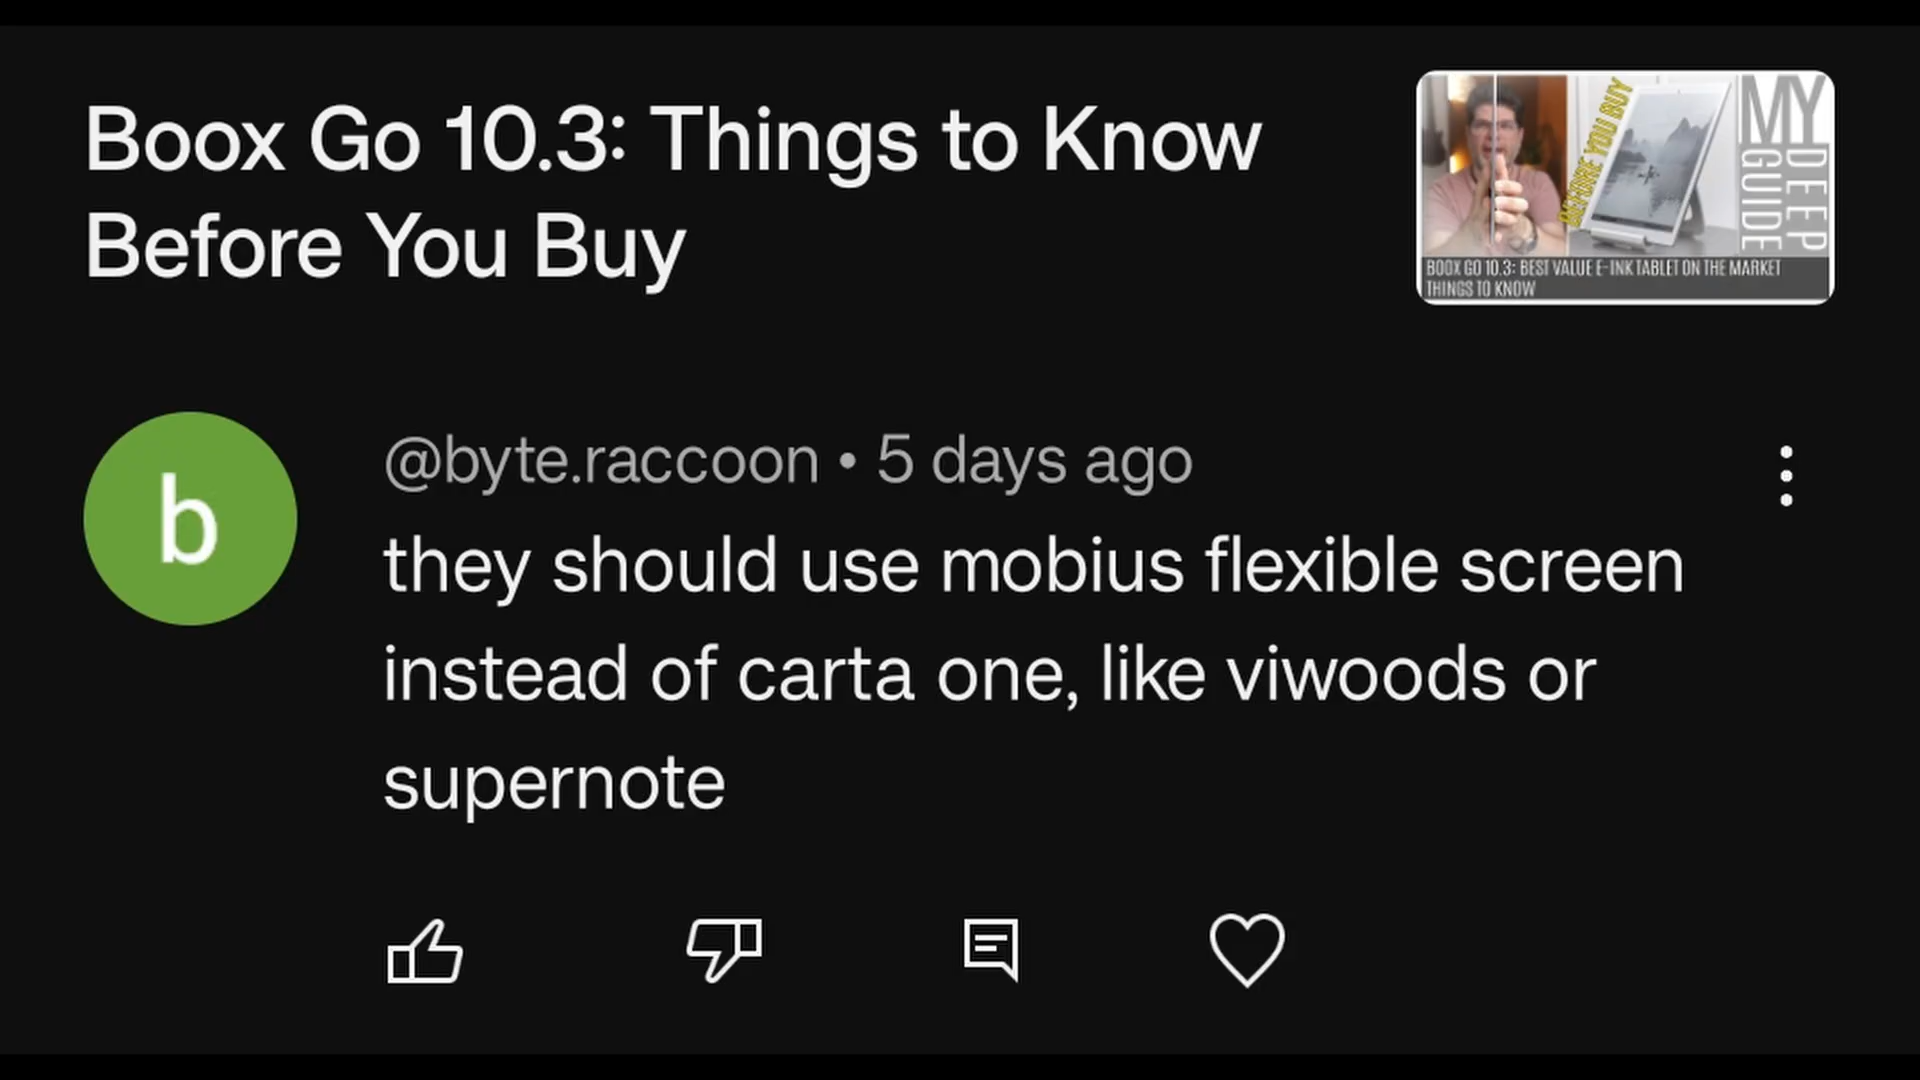 Boox Go 10.3: Things to Know
Before You Buy
BEFORE YOU BUY
MY
DEEP
GUIDE
BOOX GO 10.3: BEST VALUE E-INK TABLET ON THE MARKET
THINGS TO KNOW
b
@byte.raccoon • 5 days ago
they should use mobius flexible screen
instead of carta one, like viwoods or
supernote